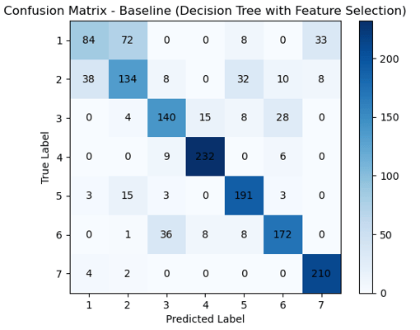 Confusion Matrix - Baseline (Decision Tree with Feature Selection)
1 84 72 0 0 8 0 33
2 38 134 8 0 32 10 8
3 0 4 140 15 8 28 0
4 0 0 9 232 0 6 0
5 3 15 3 0 191 3 0
6 0 1 36 8 8 172 0
7 4 2 0 0 0 0 210
1 2 3 4 5 6 7
Predicted Label
True Label
200
150
100
50
0